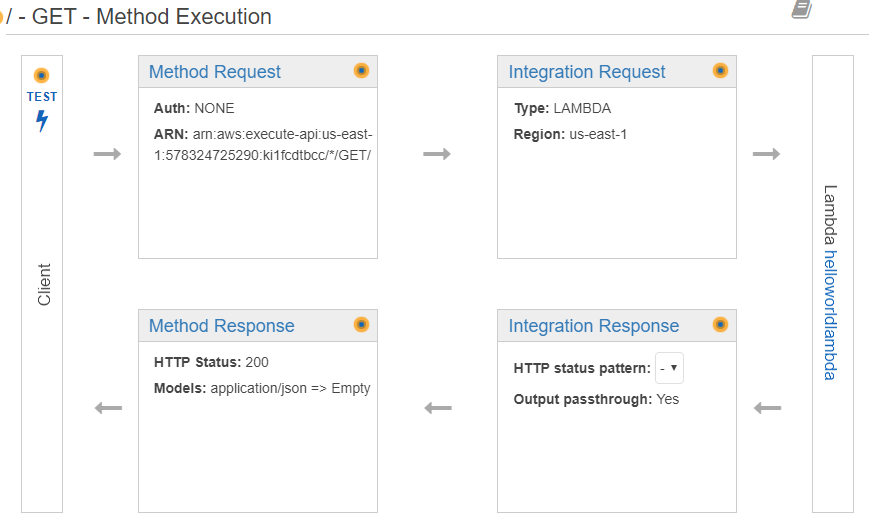 / - GET - Method Execution
TEST
Client
Method Request
Auth: NONE
ARN: arn:aws:execute-api:us-east-
1:578324725290:ki1fcdtbcc/*/GET/
Integration Request
Type: LAMBDA
Region: us-east-1
Lambda helloworldlambda
Method Response
HTTP Status: 200
Models: application/json => Empty
Integration Response
HTTP status pattern: -
Output passthrough: Yes